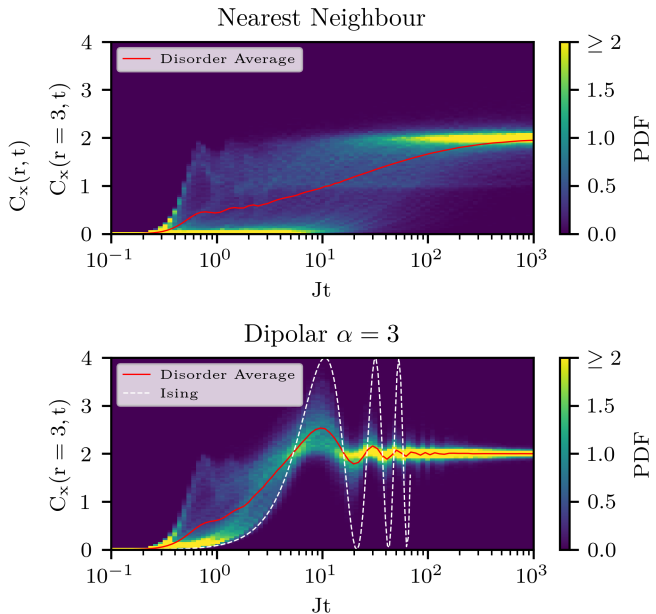 Nearest Neighbour
4
3
2
1
0
Disorder Average
C_x(r, t)
C_x(r = 3, t)
10^{-1} 10^0 10^1 10^2 10^3
Jt
≥ 2
1.5
1.0
0.5
0.0
PDF
Dipolar α = 3
4
3
2
1
0
Disorder Average
Ising
C_x(r = 3, t)
10^{-1} 10^0 10^1 10^2 10^3
Jt
≥ 2
1.5
1.0
0.5
0.0
PDF